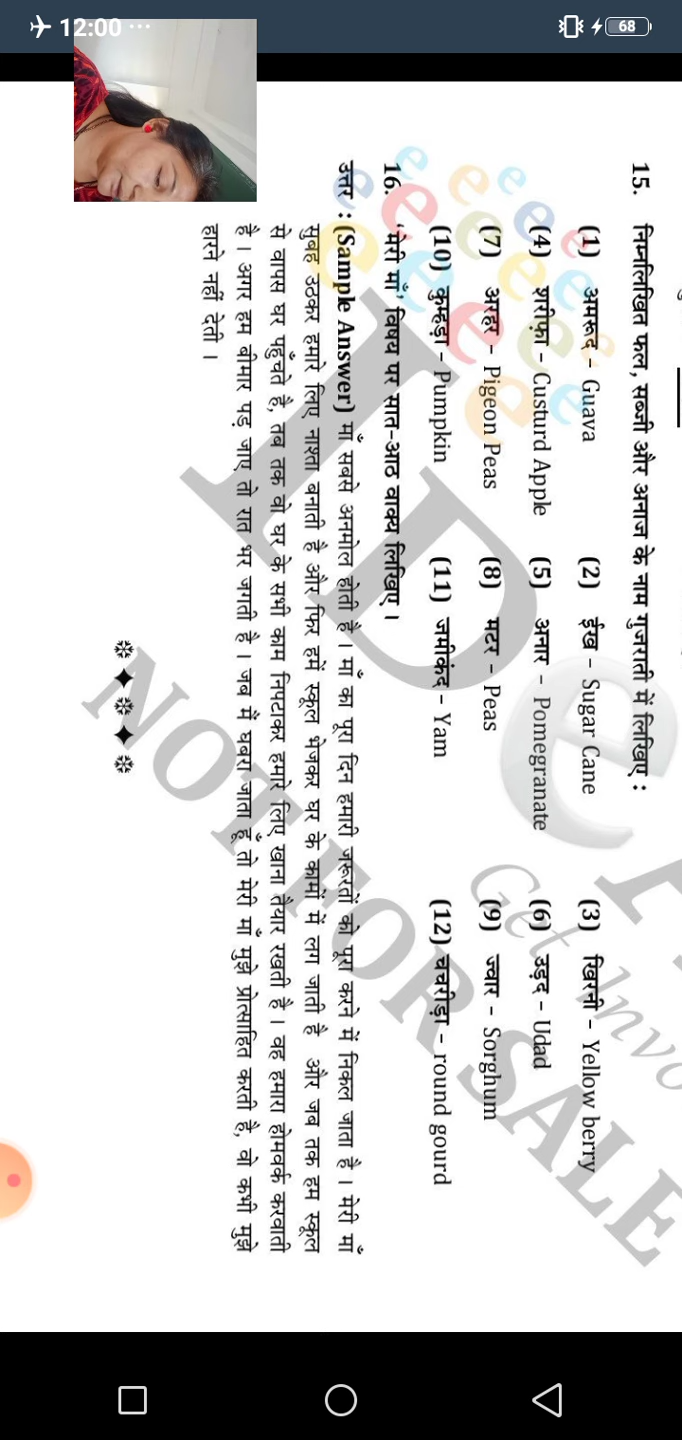 12:00 ...
68
15. निम्नलिखित फल, सब्जी और अनाज के नाम गुजराती में लिखिए :
(1) अमरूद – Guava (2) ईख – Sugar Cane (3) खिरनी – Yellow berry
(4) शरीफ़ा – Custurd Apple (5) अनार – Pomegranate (6) उड़द – Udad
(7) अरहर – Pigeon Peas (8) मटर – Peas (9) ज्वार – Sorghum
(10) कुम्हड़ा – Pumpkin (11) जमीकंद – Yam (12) चचीड़ा – round gourd
16. 'मेरी माँ' विषय पर सात-आठ वाक्य लिखिए ।
उत्तर : (Sample Answer) माँ सबसे अनमोल होती है । माँ का पूरा दिन हमारी जरूरतों को पूरा करने में निकल जाता है । मेरी माँ
सुबह उठकर हमारे लिए नाश्ता बनाती है और फिर हमें स्कूल भेजकर घर के कामों में लग जाती है और जब तक हम स्कूल
से वापस घर पहुँचते है, तब तक वो घर के सभी काम निपटाकर हमारे लिए खाना तैयार रखती है । वह हमारा होमवर्क करवाती
है । अगर हम बीमार पड़ जाए तो रात भर जगती है । जब मैं घबरा जाता हूँ तो मेरी माँ मुझे प्रोत्साहित करती है, वो कभी मुझे
हारने नहीं देती ।
NOT FOR SALE